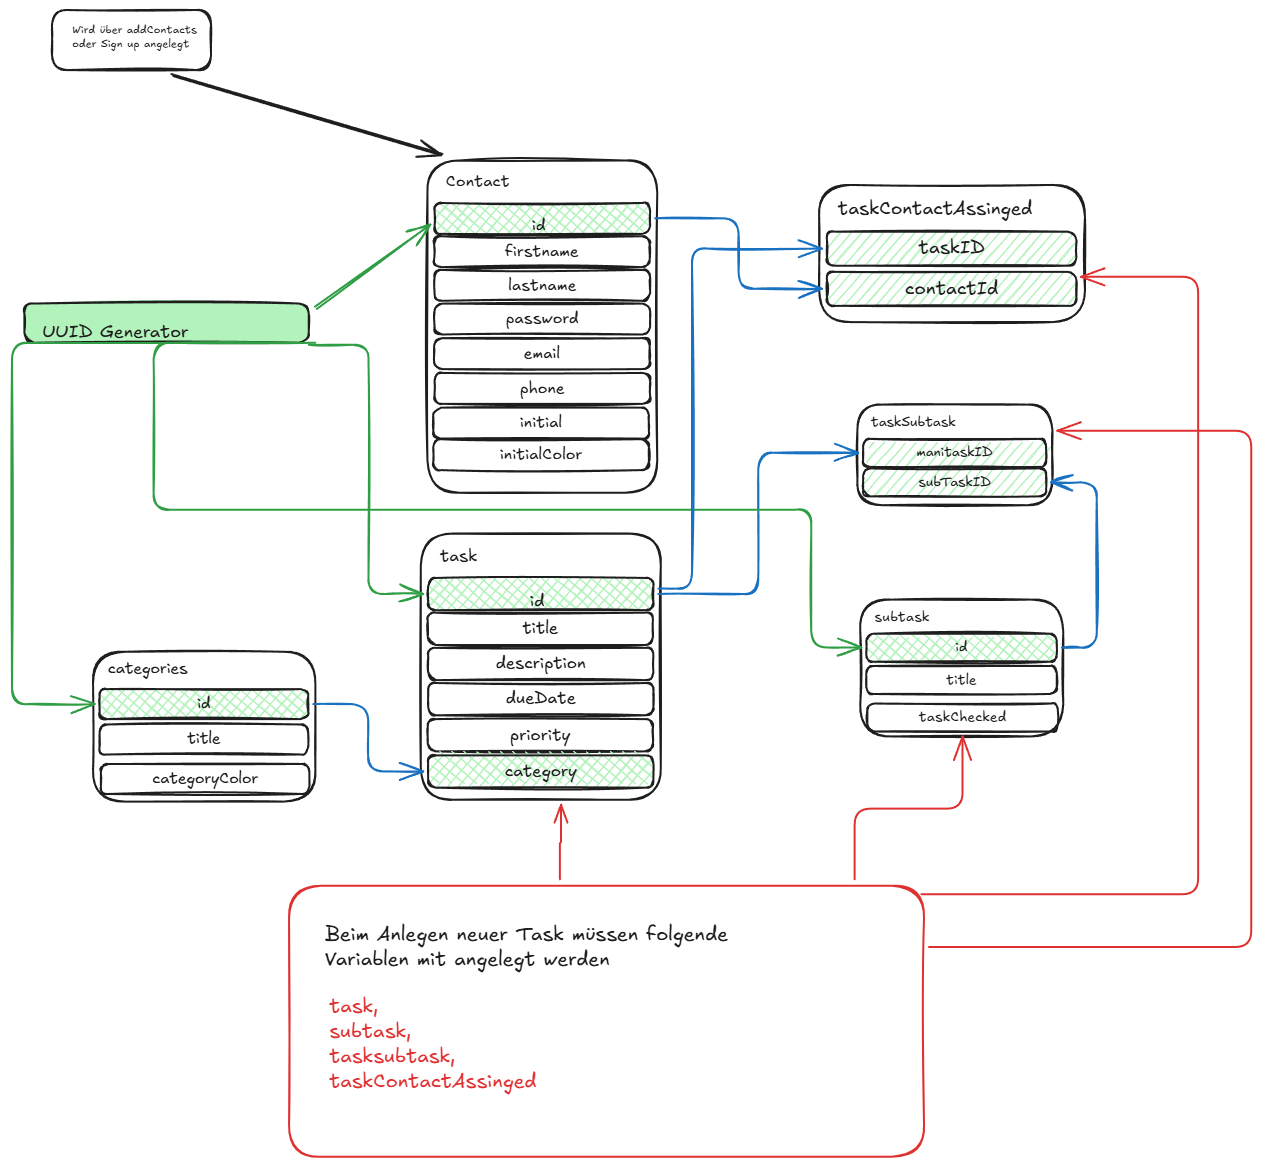 Wird über addContacts
oder Sign up angelegt
Contact
id
firstname
lastname
password
email
phone
initial
initialColor
taskContactAssinged
taskID
contactId
UUID Generator
taskSubtask
manitaskID
subTaskID
task
id
title
description
dueDate
priority
category
subtask
id
title
taskChecked
categories
id
title
categoryColor
Beim Anlegen neuer Task müssen folgende
Variablen mit angelegt werden
task,
subtask,
tasksubtask,
taskContactAssinged